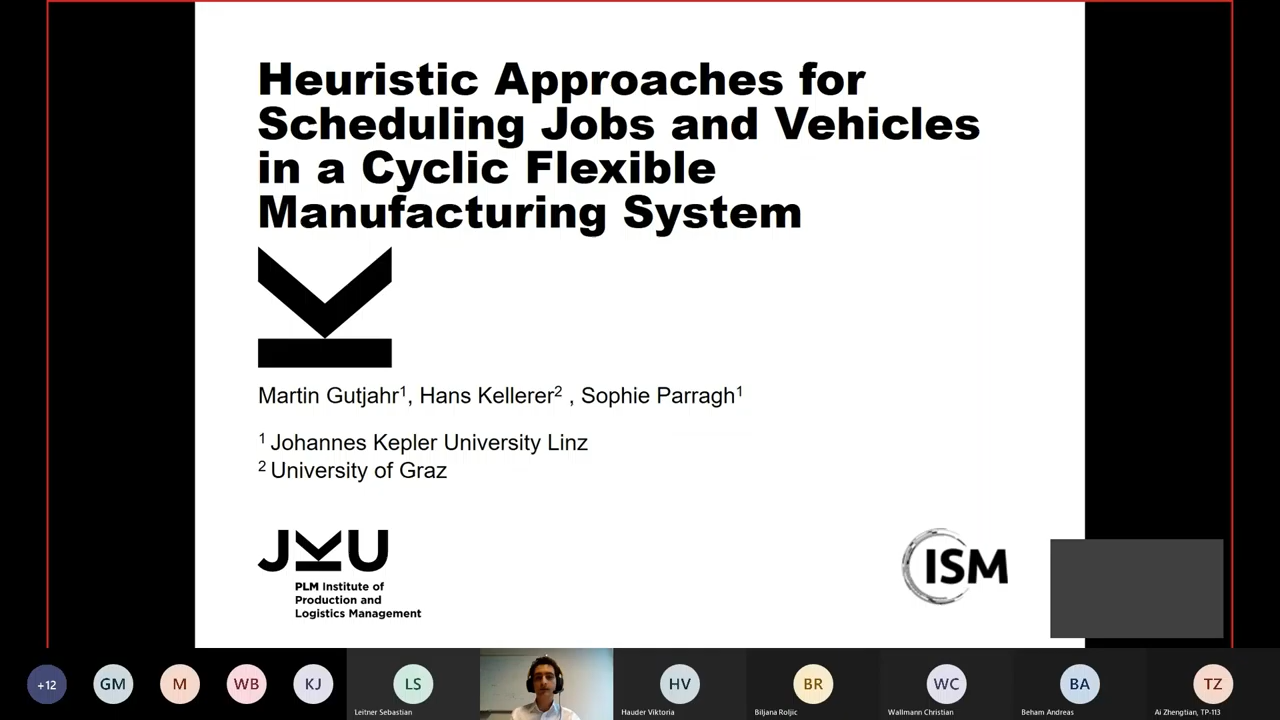 Heuristic Approaches for
Scheduling Jobs and Vehicles
in a Cyclic Flexible
Manufacturing System
Martin Gutjahr¹, Hans Kellerer² , Sophie Parragh¹
¹ Johannes Kepler University Linz
² University of Graz
JKU
PLM Institute of
Production and
Logistics Management
ISM
+12
GM
M
WB
KJ
LS
HV
BR
WC
BA
TZ
Leitner Sebastian
Hauder Viktoria
Biljana Roljic
Wallmann Christian
Beham Andreas
Ai Zhengtian, TP-113